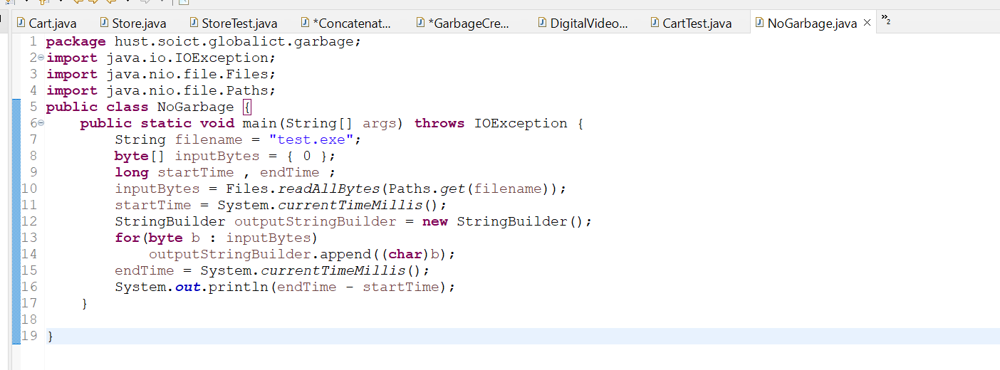 Cart.java Store.java StoreTest.java *Concatenat... *GarbageCre... DigitalVideo... CartTest.java NoGarbage.java »2
1 package hust.soict.globalict.garbage;
2 import java.io.IOException;
3 import java.nio.file.Files;
4 import java.nio.file.Paths;
5 public class NoGarbage {
6     public static void main(String[] args) throws IOException {
7         String filename = "test.exe";
8         byte[] inputBytes = { 0 };
9         long startTime , endTime ;
10         inputBytes = Files.readAllBytes(Paths.get(filename));
11         startTime = System.currentTimeMillis();
12         StringBuilder outputStringBuilder = new StringBuilder();
13         for(byte b : inputBytes)
14             outputStringBuilder.append((char)b);
15         endTime = System.currentTimeMillis();
16         System.out.println(endTime - startTime);
17     }
18
19 }